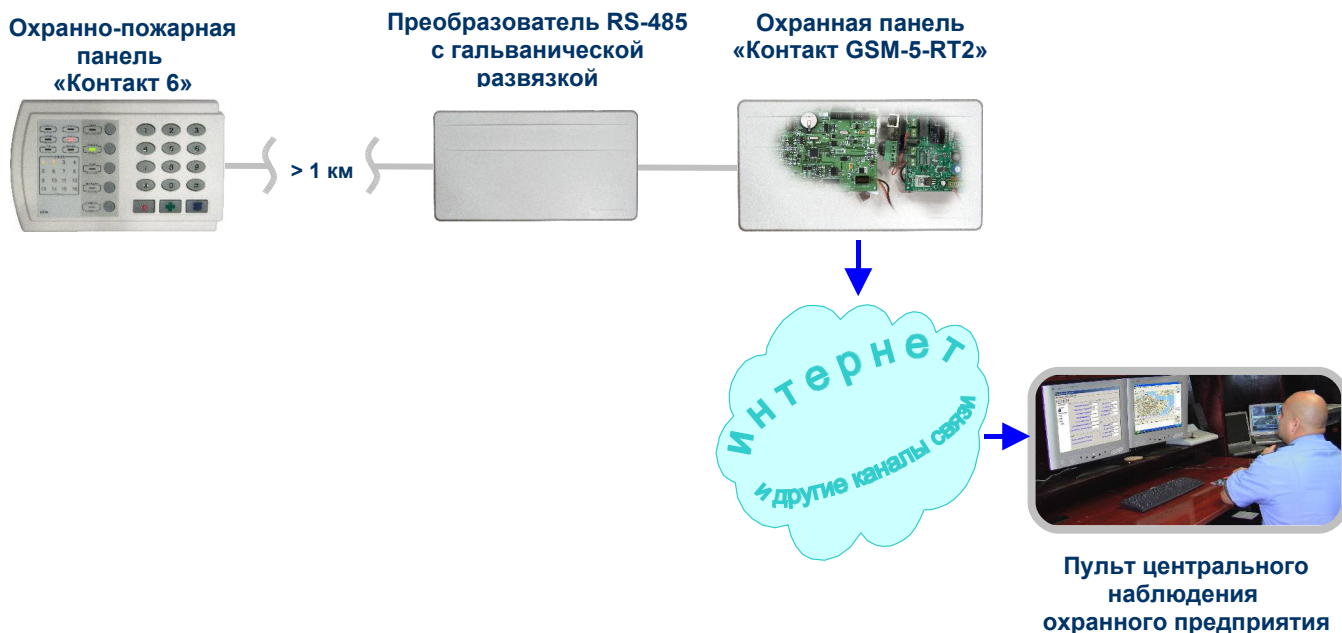 Охранно-пожарная
панель
«Контакт 6»
Преобразователь RS-485
с гальванической
развязкой
Охранная панель
«Контакт GSM-5-RT2»
> 1 км
интернет
и другие каналы связи
Пульт центрального
наблюдения
охранного предприятия